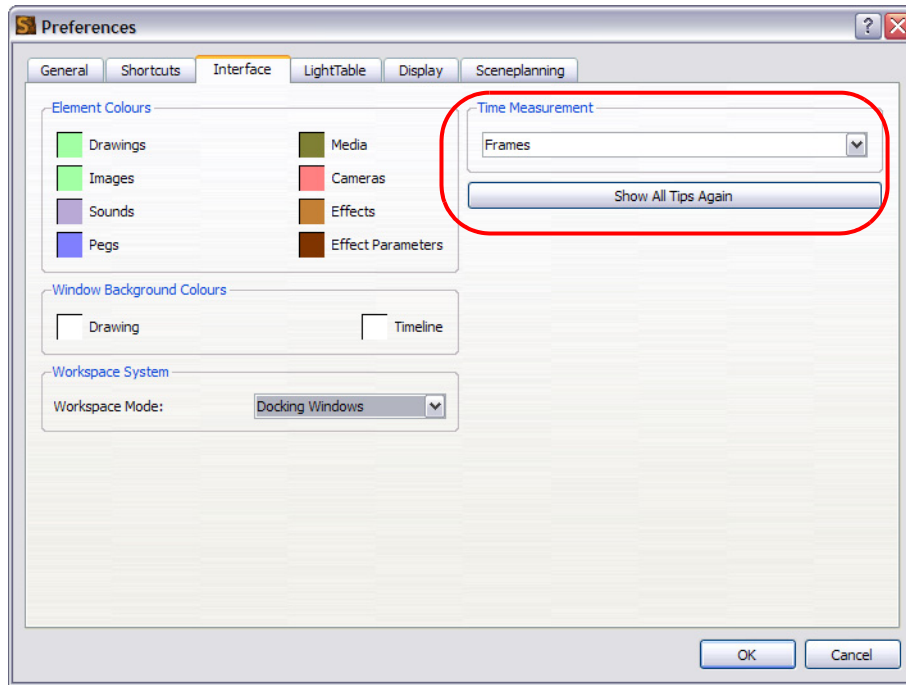 Preferences
General Shortcuts Interface LightTable Display Sceneplanning
Element Colours
Drawings Media
Images Cameras
Sounds Effects
Pegs Effect Parameters
Window Background Colours
Drawing Timeline
Workspace System
Workspace Mode: Docking Windows
Time Measurement
Frames
Show All Tips Again
OK Cancel